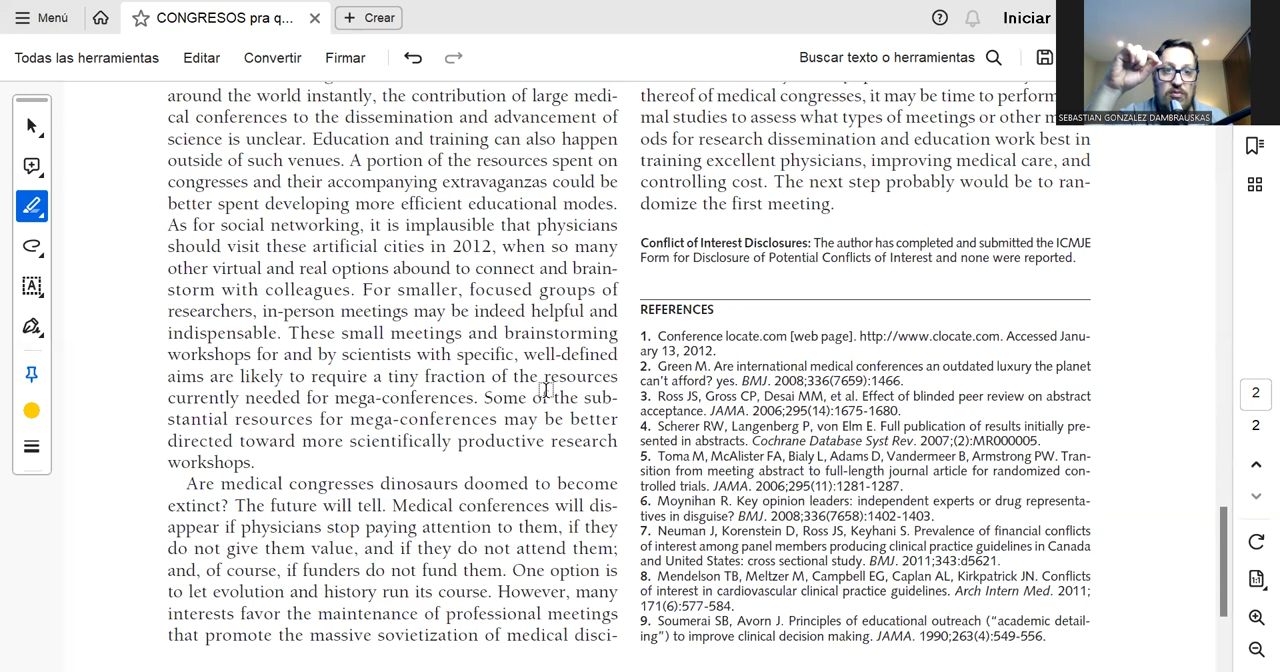 Menú
CONGRESOS pra q...
Crear
Iniciar
Todas las herramientas
Editar
Convertir
Firmar
Buscar texto o herramientas
SEBASTIAN GONZALEZ DAMBRAUSKAS
around the world instantly, the contribution of large medi-
cal conferences to the dissemination and advancement of
science is unclear. Education and training can also happen
outside of such venues. A portion of the resources spent on
congresses and their accompanying extravaganzas could be
better spent developing more efficient educational modes.
As for social networking, it is implausible that physicians
should visit these artificial cities in 2012, when so many
other virtual and real options abound to connect and brain-
storm with colleagues. For smaller, focused groups of
researchers, in-person meetings may be indeed helpful and
indispensable. These small meetings and brainstorming
workshops for and by scientists with specific, well-defined
aims are likely to require a tiny fraction of the resources
currently needed for mega-conferences. Some of the sub-
stantial resources for mega-conferences may be better
directed toward more scientifically productive research
workshops.
Are medical congresses dinosaurs doomed to become
extinct? The future will tell. Medical conferences will dis-
appear if physicians stop paying attention to them, if they
do not give them value, and if they do not attend them;
and, of course, if funders do not fund them. One option is
to let evolution and history run its course. However, many
interests favor the maintenance of professional meetings
that promote the massive sovietization of medical disci-
thereof of medical congresses, it may be time to perform
mal studies to assess what types of meetings or other m
ods for research dissemination and education work best in
training excellent physicians, improving medical care, and
controlling cost. The next step probably would be to ran-
domize the first meeting.
Conflict of Interest Disclosures: The author has completed and submitted the ICMJE
Form for Disclosure of Potential Conflicts of Interest and none were reported.
REFERENCES
1. Conference locate.com [web page]. http://www.clocate.com. Accessed Janu-
ary 13, 2012.
2. Green M. Are international medical conferences an outdated luxury the planet
can't afford? yes. BMJ. 2008;336(7659):1466.
3. Ross JS, Gross CP, Desai MM, et al. Effect of blinded peer review on abstract
acceptance. JAMA. 2006;295(14):1675-1680.
4. Scherer RW, Langenberg P, von Elm E. Full publication of results initially pre-
sented in abstracts. Cochrane Database Syst Rev. 2007;(2):MR000005.
5. Toma M, McAlister FA, Bialy L, Adams D, Vandermeer B, Armstrong PW. Tran-
sition from meeting abstract to full-length journal article for randomized con-
trolled trials. JAMA. 2006;295(11):1281-1287.
6. Moynihan R. Key opinion leaders: independent experts or drug representa-
tives in disguise? BMJ. 2008;336(7658):1402-1403.
7. Neuman J, Korenstein D, Ross JS, Keyhani S. Prevalence of financial conflicts
of interest among panel members producing clinical practice guidelines in Canada
and United States: cross sectional study. BMJ. 2011;343:d5621.
8. Mendelson TB, Meltzer M, Campbell EG, Caplan AL, Kirkpatrick JN. Conflicts
of interest in cardiovascular clinical practice guidelines. Arch Intern Med. 2011;
171(6):577-584.
9. Soumerai SB, Avorn J. Principles of educational outreach ("academic detail-
ing") to improve clinical decision making. JAMA. 1990;263(4):549-556.
2
2